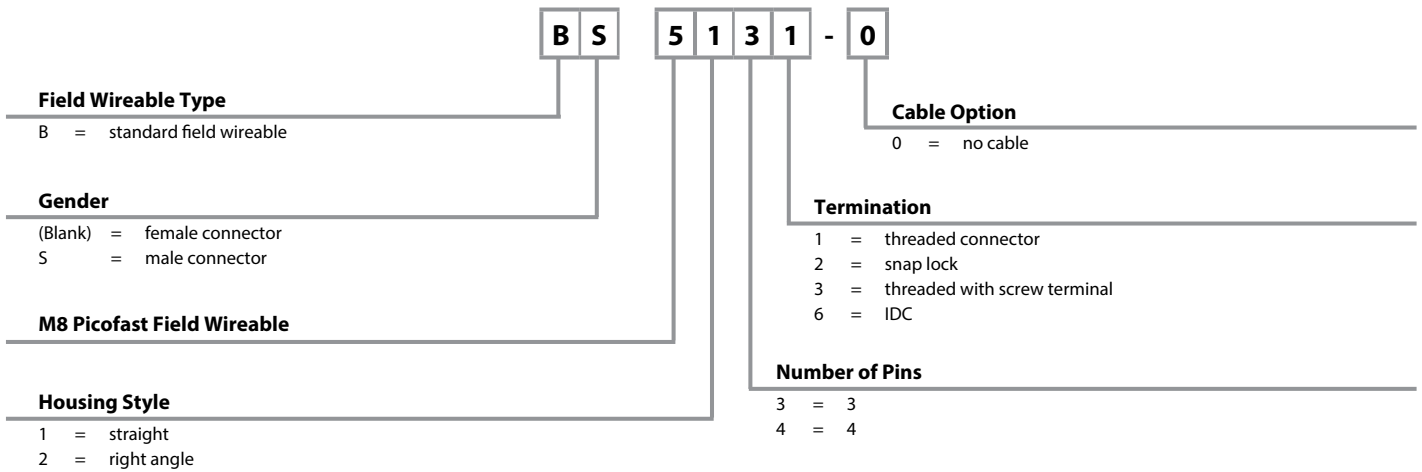 B S 5 1 3 1 - 0
Field Wireable Type
B = standard field wireable
Gender
(Blank) = female connector
S = male connector
M8 Picofast Field Wireable
Housing Style
1 = straight
2 = right angle
Cable Option
0 = no cable
Termination
1 = threaded connector
2 = snap lock
3 = threaded with screw terminal
6 = IDC
Number of Pins
3 = 3
4 = 4